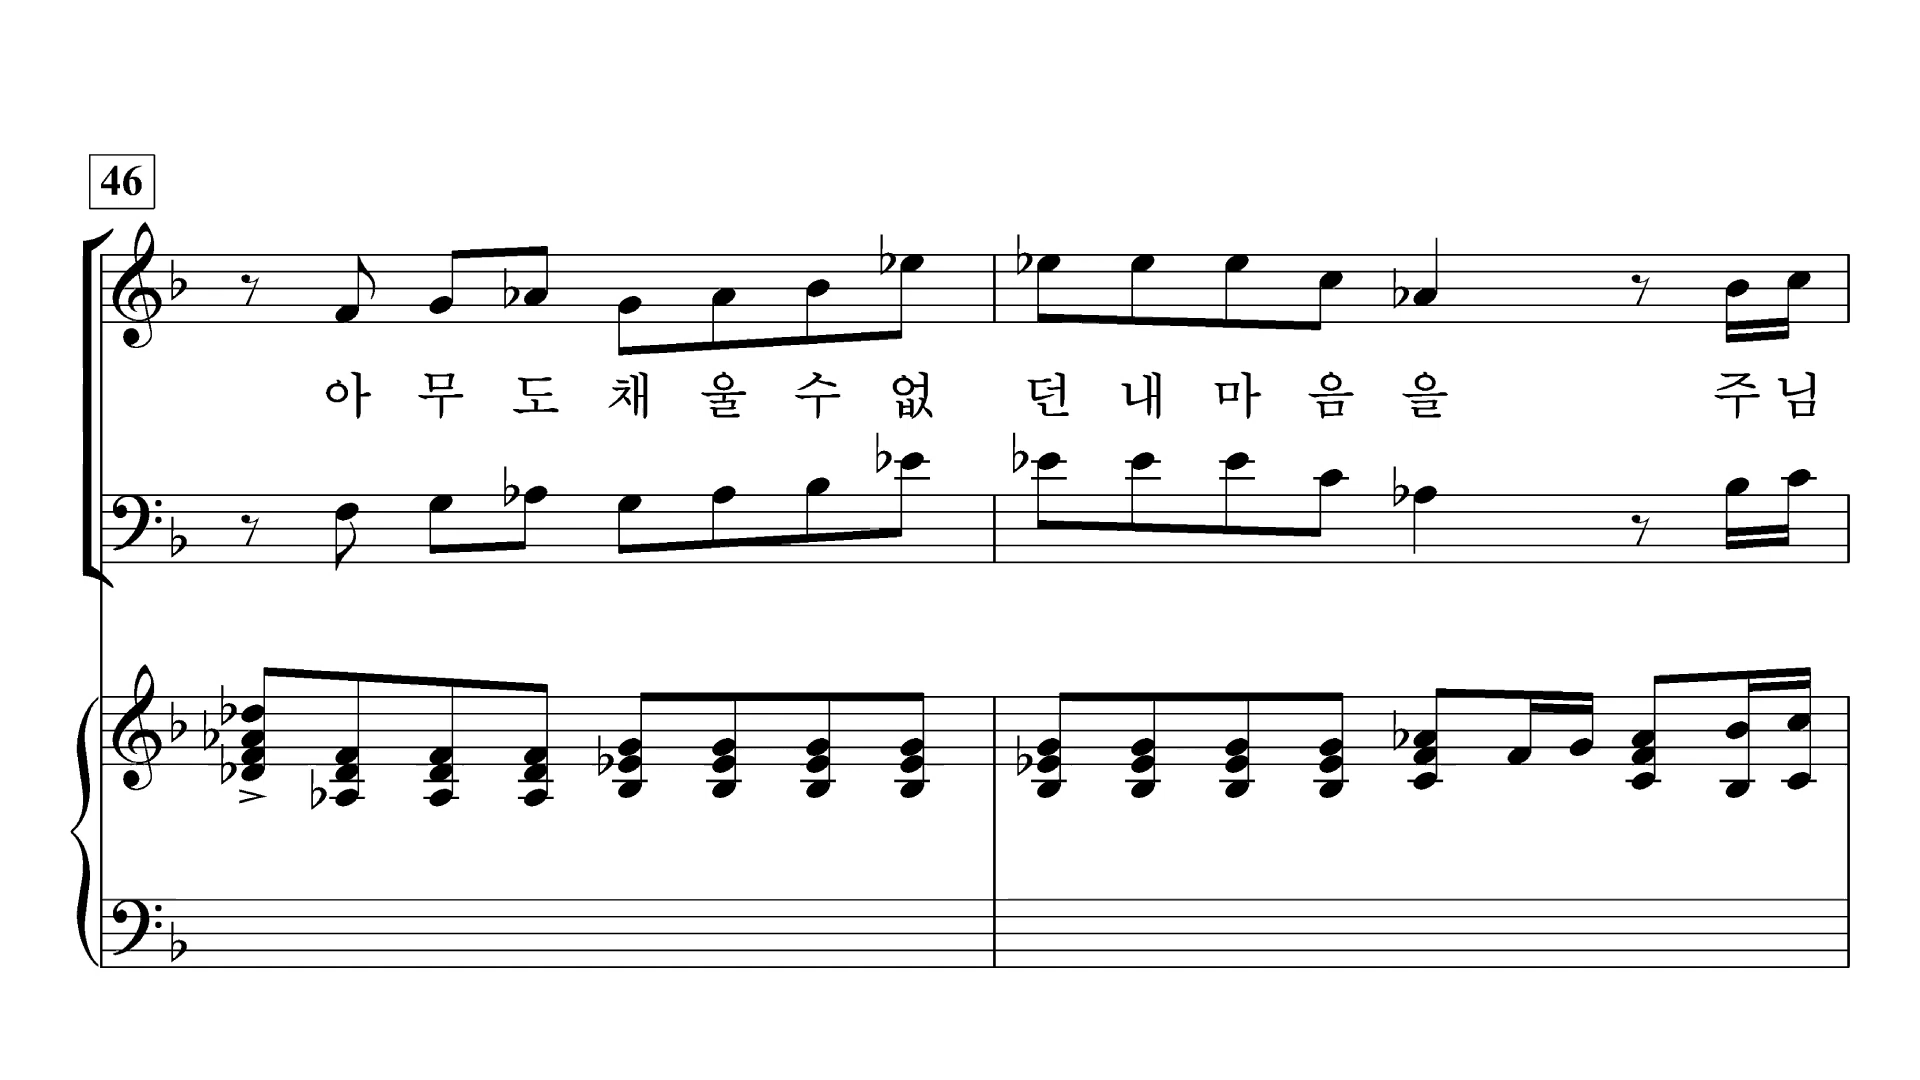 46
아 무 도 채 울 수 없 던 내 마 음 을 주 님